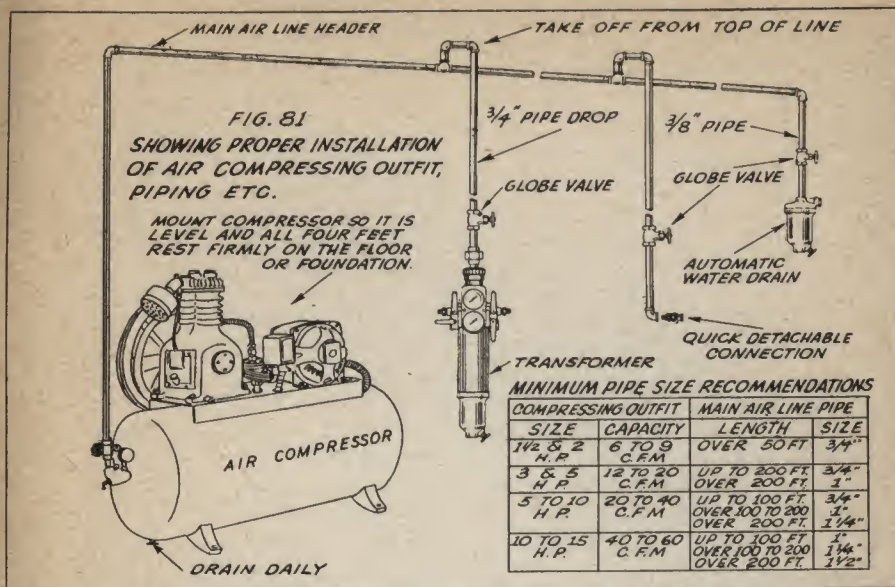 MAIN AIR LINE HEADER
TAKE OFF FROM TOP OF LINE
FIG. 81
SHOWING PROPER INSTALLATION
OF AIR COMPRESSING OUTFIT,
PIPING ETC.
MOUNT COMPRESSOR SO IT IS
LEVEL AND ALL FOUR FEET
REST FIRMLY ON THE FLOOR
OR FOUNDATION.
3/4" PIPE DROP
3/8" PIPE
GLOBE VALVE
GLOBE VALVE
AUTOMATIC
WATER DRAIN
QUICK DETACHABLE
CONNECTION
TRANSFORMER
AIR COMPRESSOR
DRAIN DAILY
MINIMUM PIPE SIZE RECOMMENDATIONS
COMPRESSING OUTFIT MAIN AIR LINE PIPE
SIZE CAPACITY LENGTH SIZE
1 1/2 & 2 6 TO 9 OVER 50 FT 3/4"
H.P. C.F.M
3 & 5 12 TO 20 UP TO 200 FT. 3/4"
H.P. C.F.M OVER 200 FT. 1"
5 TO 10 20 TO 40 UP TO 100 FT. 3/4"
H.P. C.F.M OVER 100 TO 200 1"
OVER 200 FT. 1 1/4"
10 TO 15 40 TO 60 UP TO 100 FT 1"
H.P. C.F.M OVER 100 TO 200 1 1/4"
OVER 200 FT. 1 1/2"